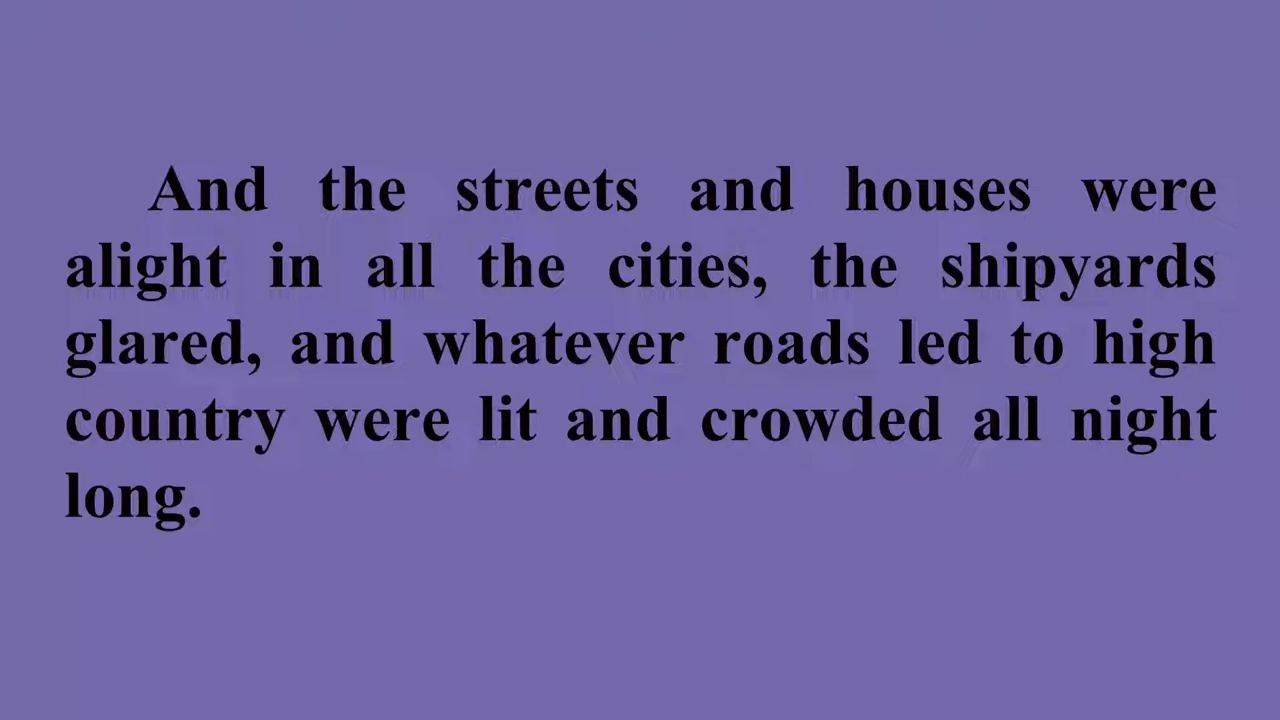 And the streets and houses were
alight in all the cities, the shipyards
glared, and whatever roads led to high
country were lit and crowded all night
long.